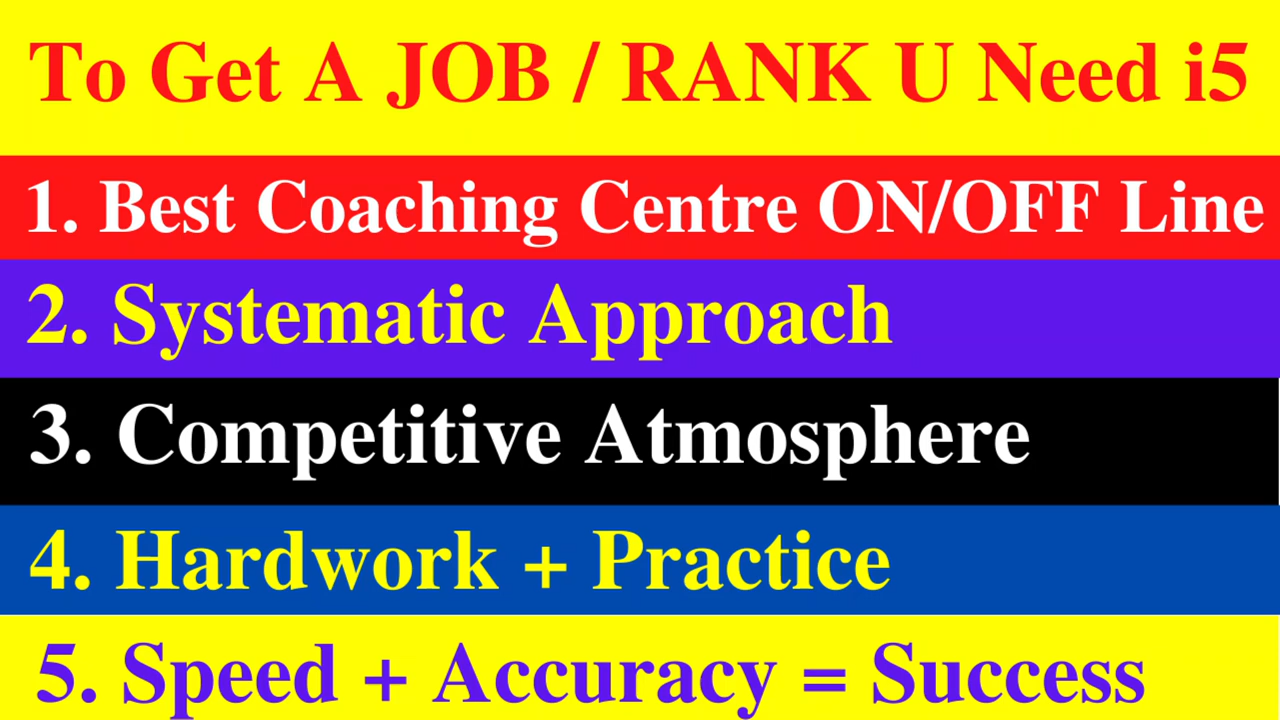 To Get A JOB / RANK U Need i5
1. Best Coaching Centre ON/OFF Line
2. Systematic Approach
3. Competitive Atmosphere
4. Hardwork + Practice
5. Speed + Accuracy = Success